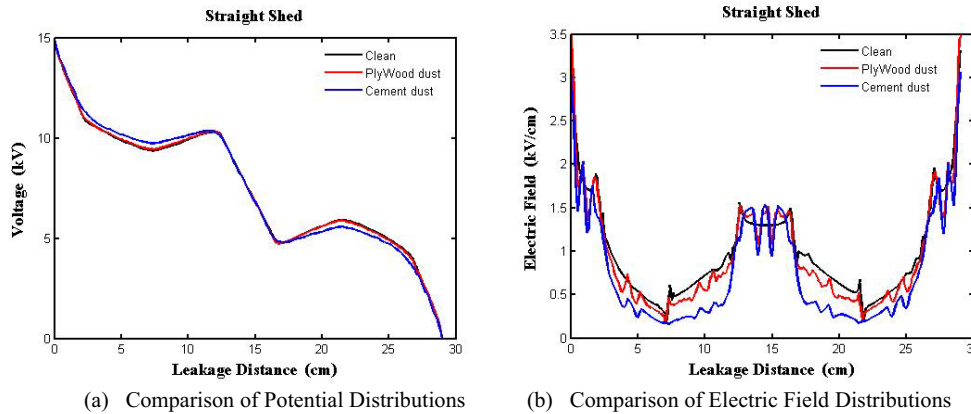 Straight Shed
15
10
5
0
Voltage (kV)
Clean
PlyWood dust
Cement dust
0 5 10 15 20 25 30
Leakage Distance (cm)
(a) Comparison of Potential Distributions
Straight Shed
3.5
3
2.5
2
1.5
1
0.5
0
Electric Field (kV/cm)
Clean
PlyWood dust
Cement dust
0 5 10 15 20 25
Leakage Distance (cm)
(b) Comparison of Electric Field Distributions